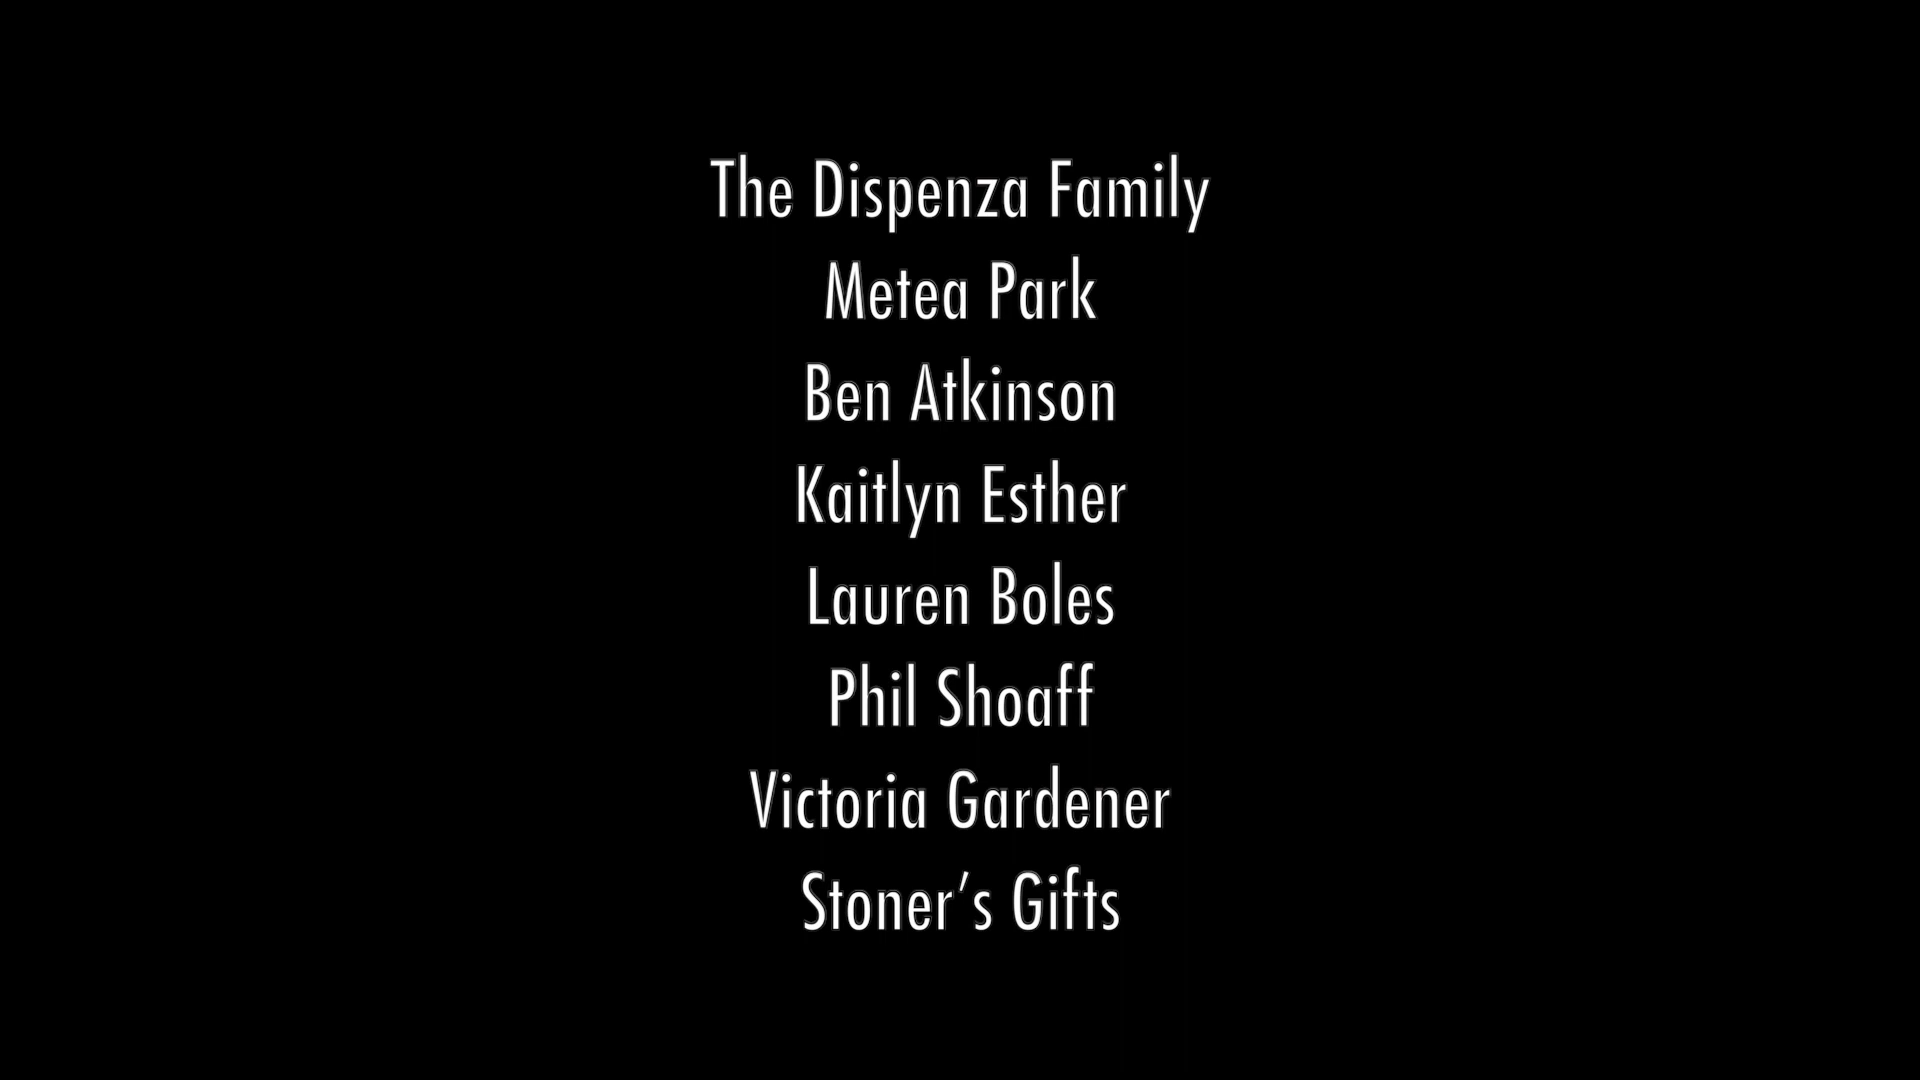 The Dispenza Family
Metea Park
Ben Atkinson
Kaitlyn Esther
Lauren Boles
Phil Shoaff
Victoria Gardener
Stoner’s Gifts